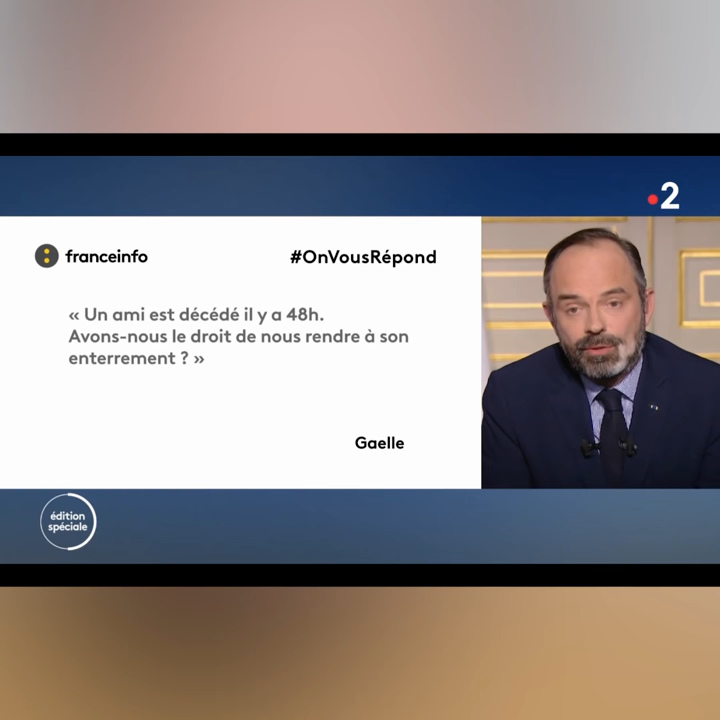 2
franceinfo
#OnVousRépond
« Un ami est décédé il y a 48h.
Avons-nous le droit de nous rendre à son
enterrement ? »
Gaelle
édition
spéciale